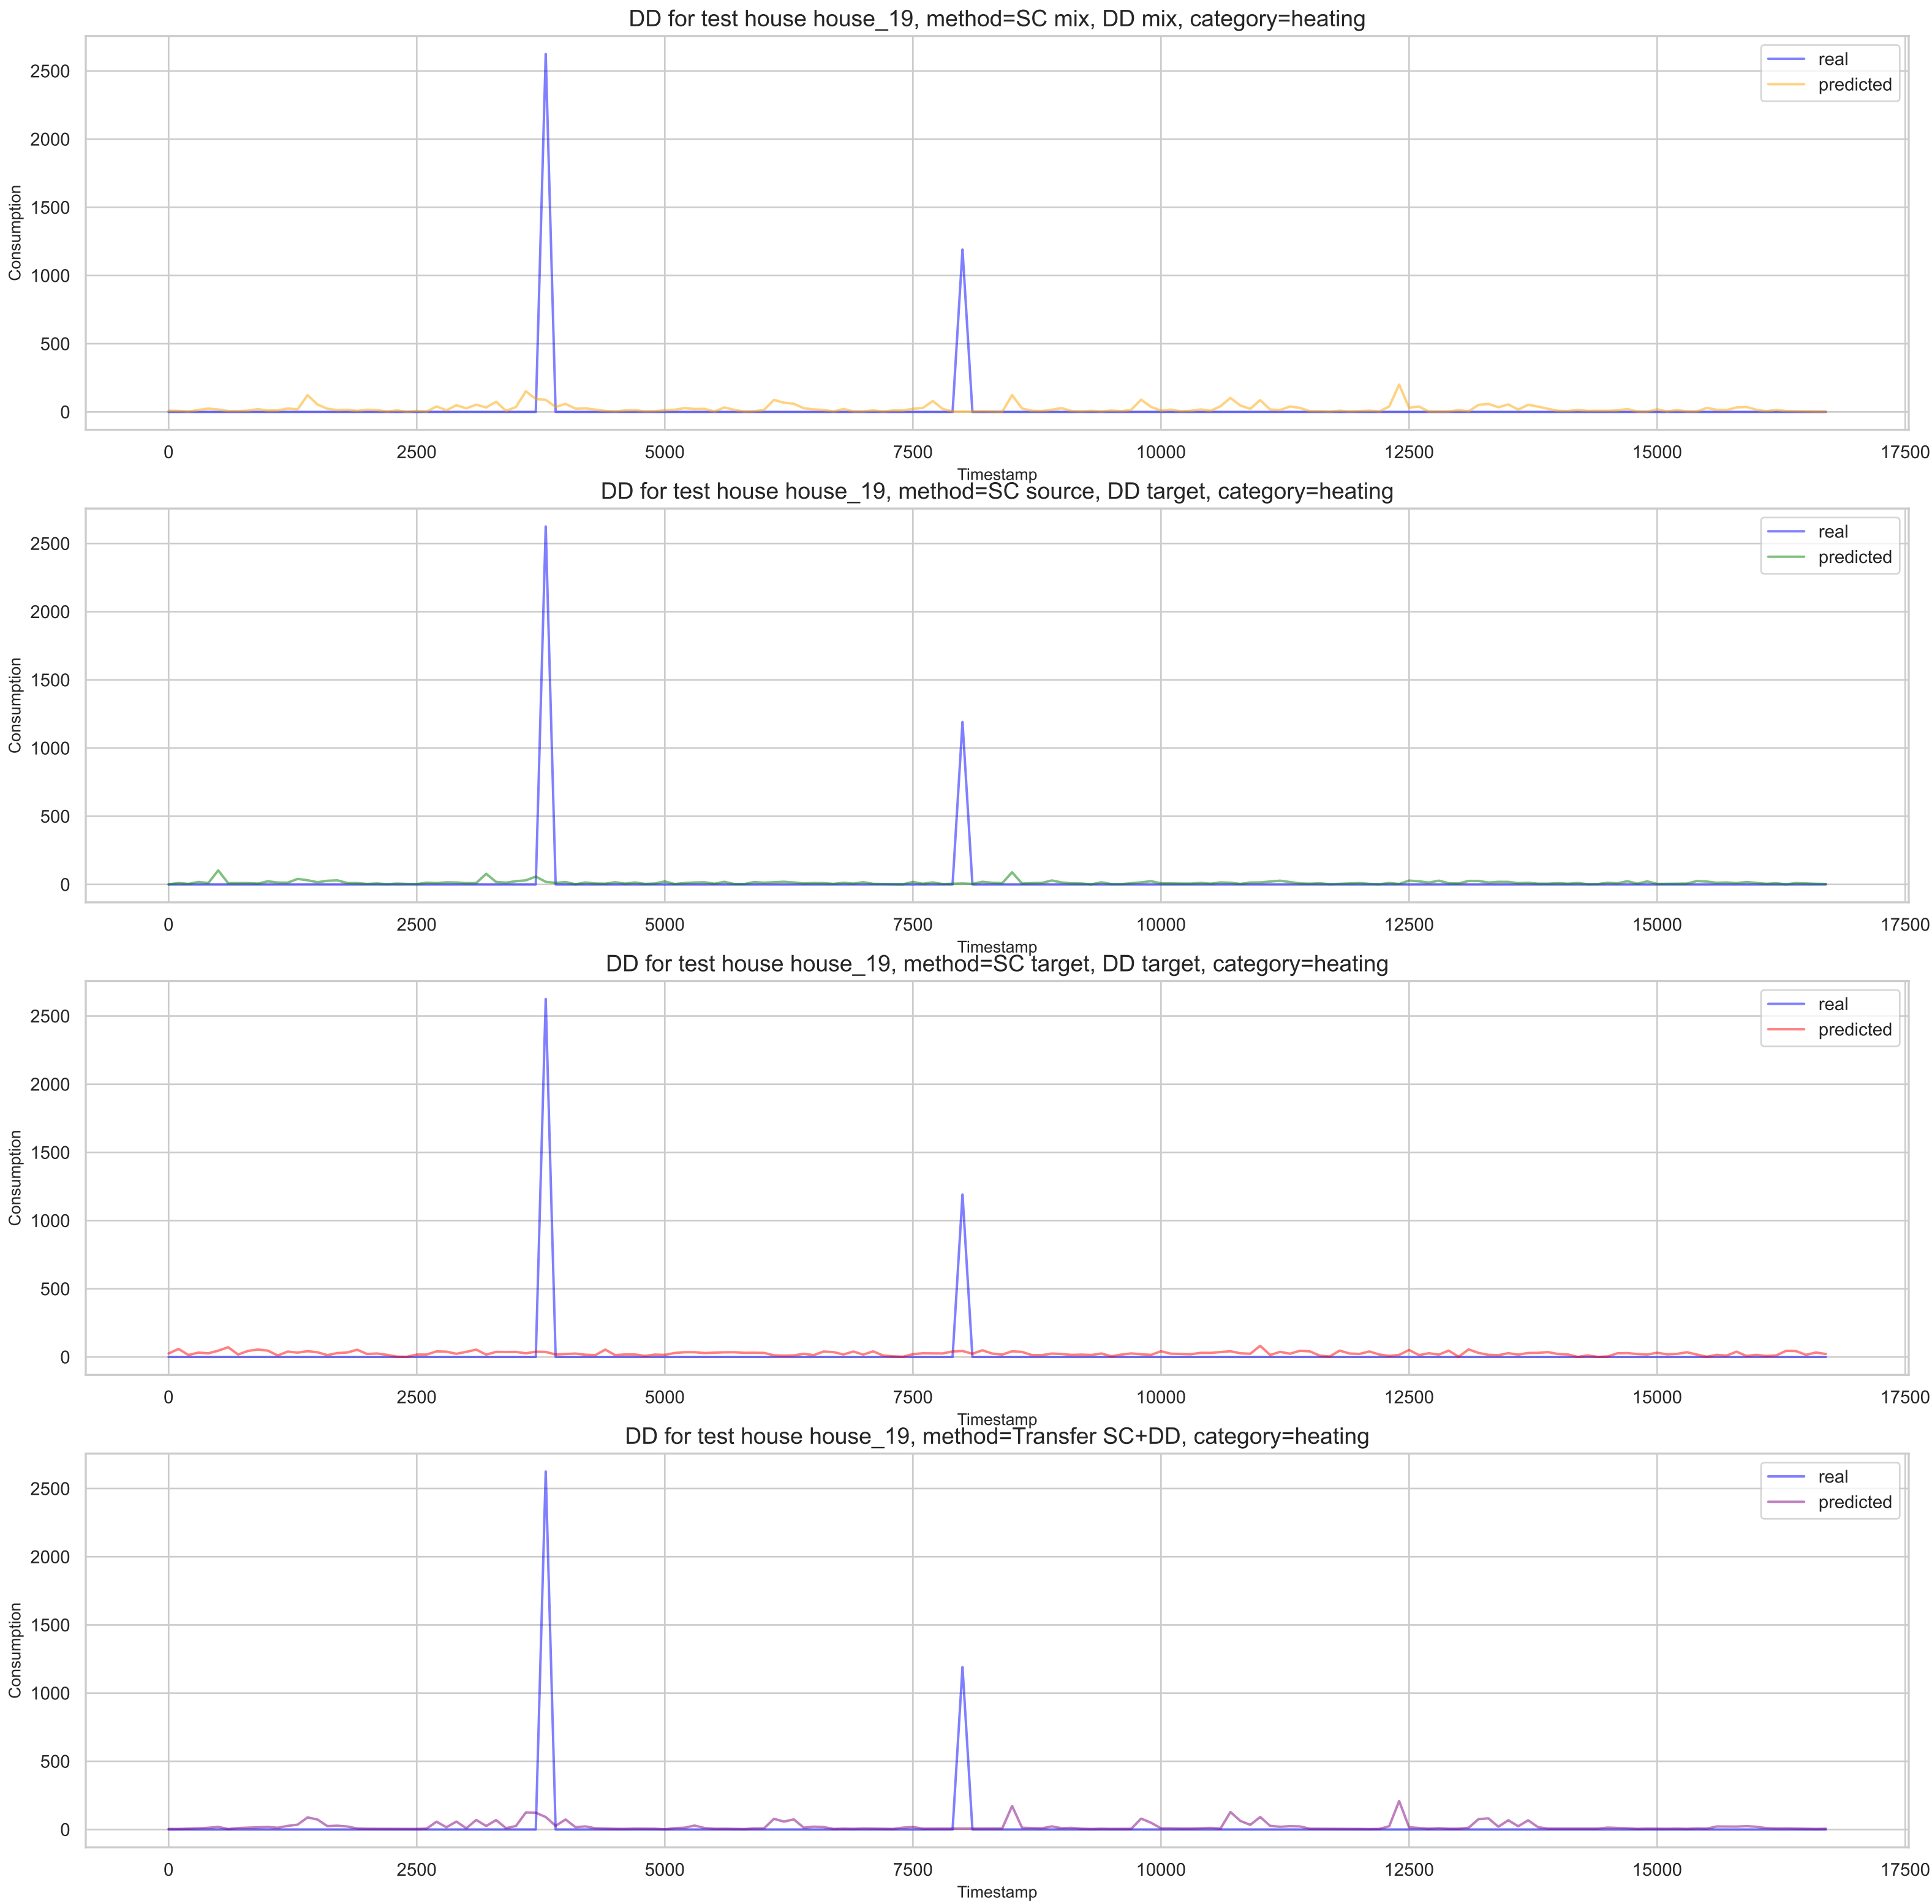 DD for test house house_19, method=SC mix, DD mix, category=heating
real
predicted
2500
2000
1500
1000
500
0
Consumption
0 2500 5000 7500 10000 12500 15000 17500
Timestamp
DD for test house house_19, method=SC source, DD target, category=heating
real
predicted
2500
2000
1500
1000
500
0
Consumption
0 2500 5000 7500 10000 12500 15000 17500
Timestamp
DD for test house house_19, method=SC target, DD target, category=heating
real
predicted
2500
2000
1500
1000
500
0
Consumption
0 2500 5000 7500 10000 12500 15000 17500
Timestamp
DD for test house house_19, method=Transfer SC+DD, category=heating
real
predicted
2500
2000
1500
1000
500
0
Consumption
0 2500 5000 7500 10000 12500 15000 17500
Timestamp